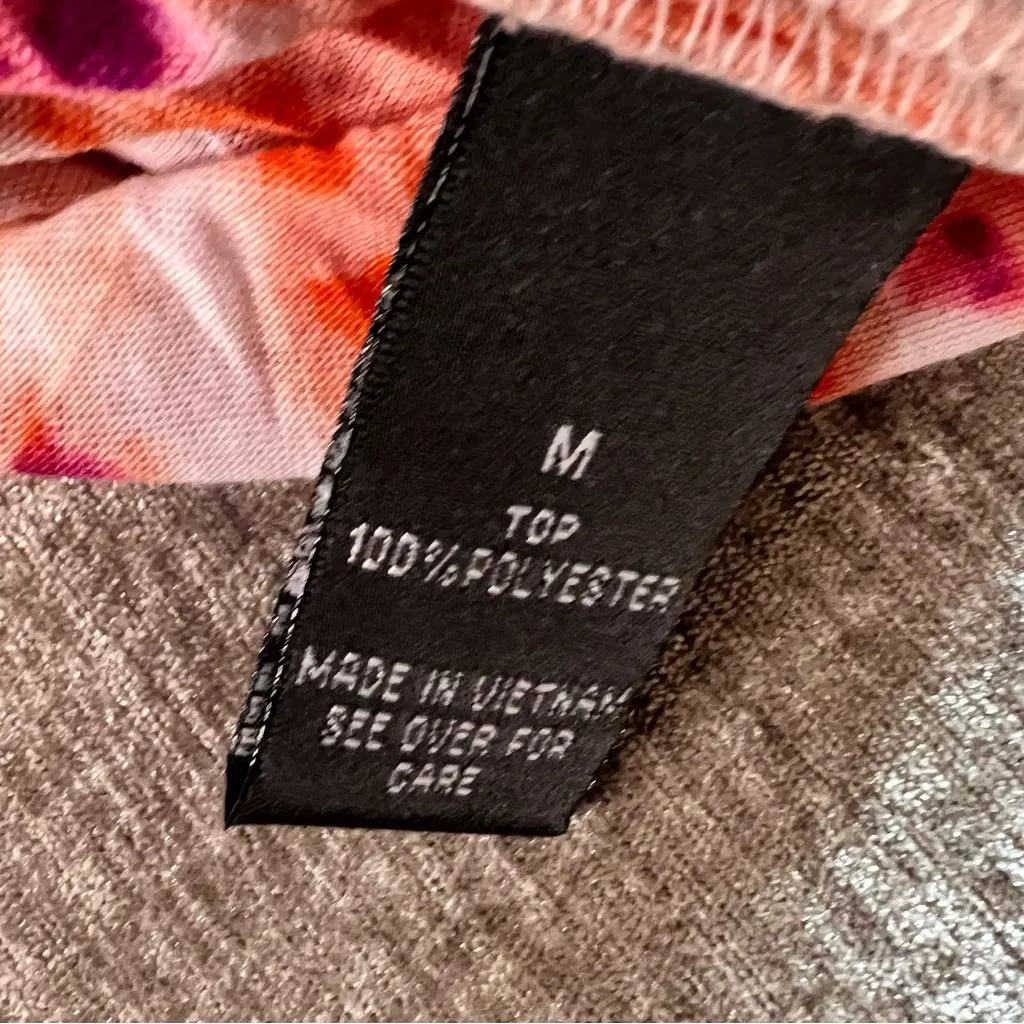 M
TOP
100%POLYESTER
MADE IN VIETNAM
SEE OVER FOR
CARE